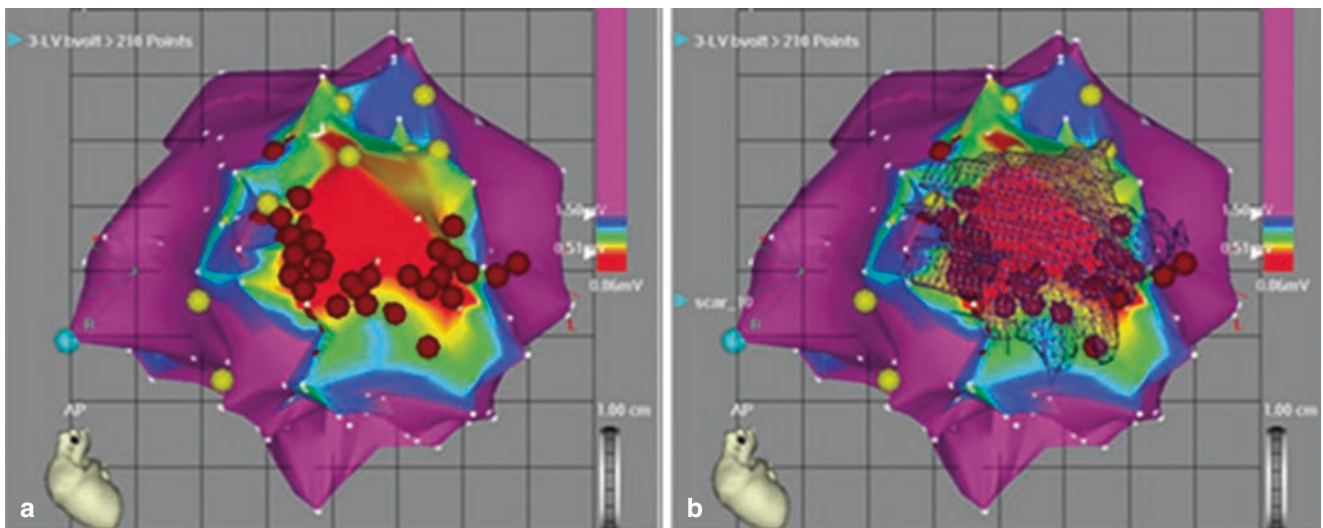 3-LV bvolt > 210 Points
1.50mV
0.51mV
0.06mV
R
L
AP
1.00 cm
a
3-LV bvolt > 210 Points
1.50mV
0.51mV
0.06mV
R
L
AP
1.00 cm
b